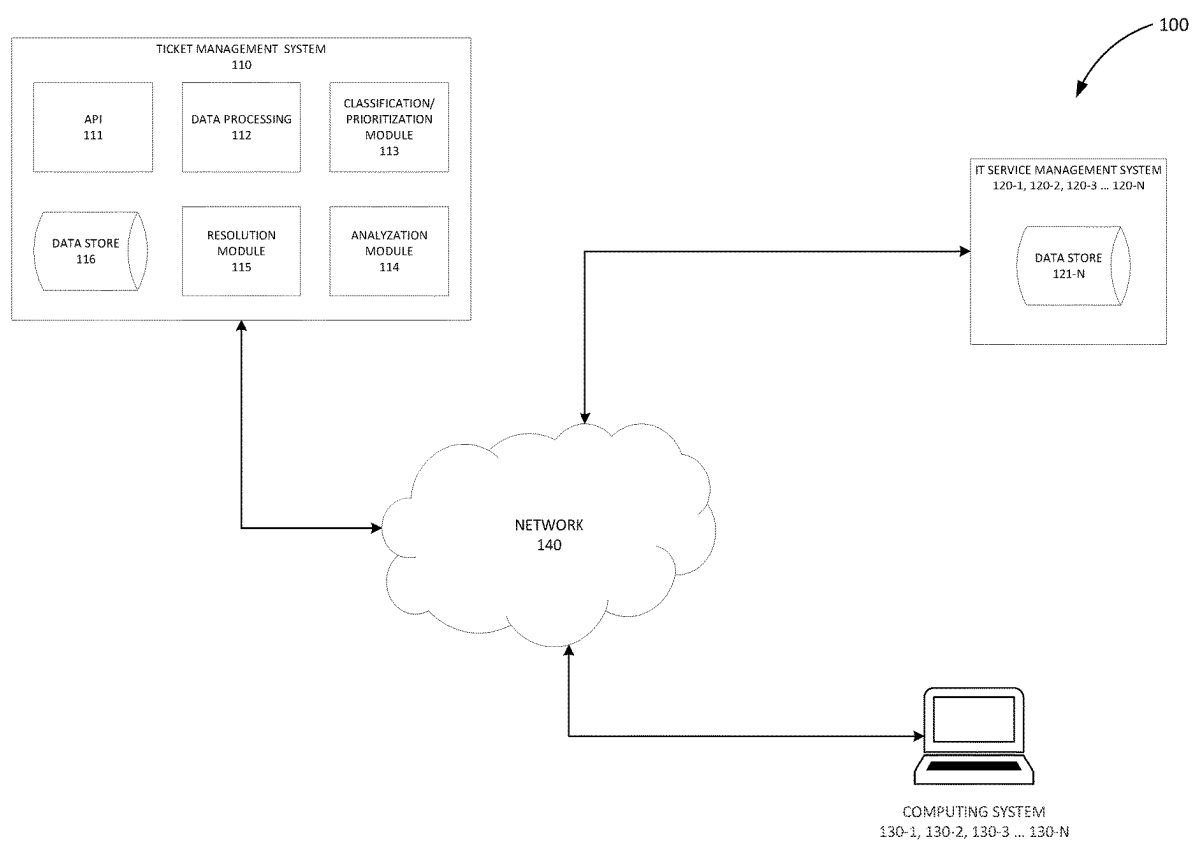 100
TICKET MANAGEMENT SYSTEM
110
API
111
DATA PROCESSING
112
CLASSIFICATION/
PRIORITIZATION
MODULE
113
DATA STORE
116
RESOLUTION
MODULE
115
ANALYZATION
MODULE
114
IT SERVICE MANAGEMENT SYSTEM
120-1, 120-2, 120-3 ... 120-N
DATA STORE
121-N
NETWORK
140
COMPUTING SYSTEM
130-1, 130-2, 130-3 ... 130-N